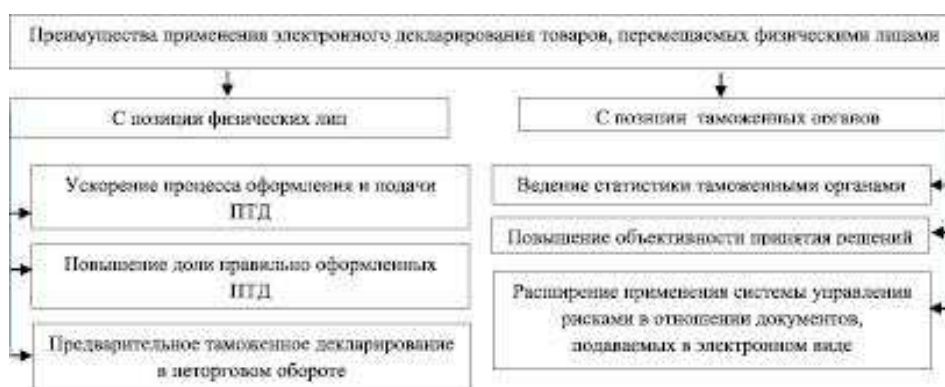 Преимущества применения электронного декларирования товаров, перемещаемых физическими лицами
С позиции физических лиц
С позиции таможенных органов
Ускорение процесса оформления и подачи
ПТД
Повышение доли правильно оформленных
ПТД
Предварительное таможенное декларирование
в неторговом обороте
Ведение статистики таможенными органами
Повышение объективности принятия решений
Расширение применения системы управления
рисками в отношении документов,
подаваемых в электронном виде